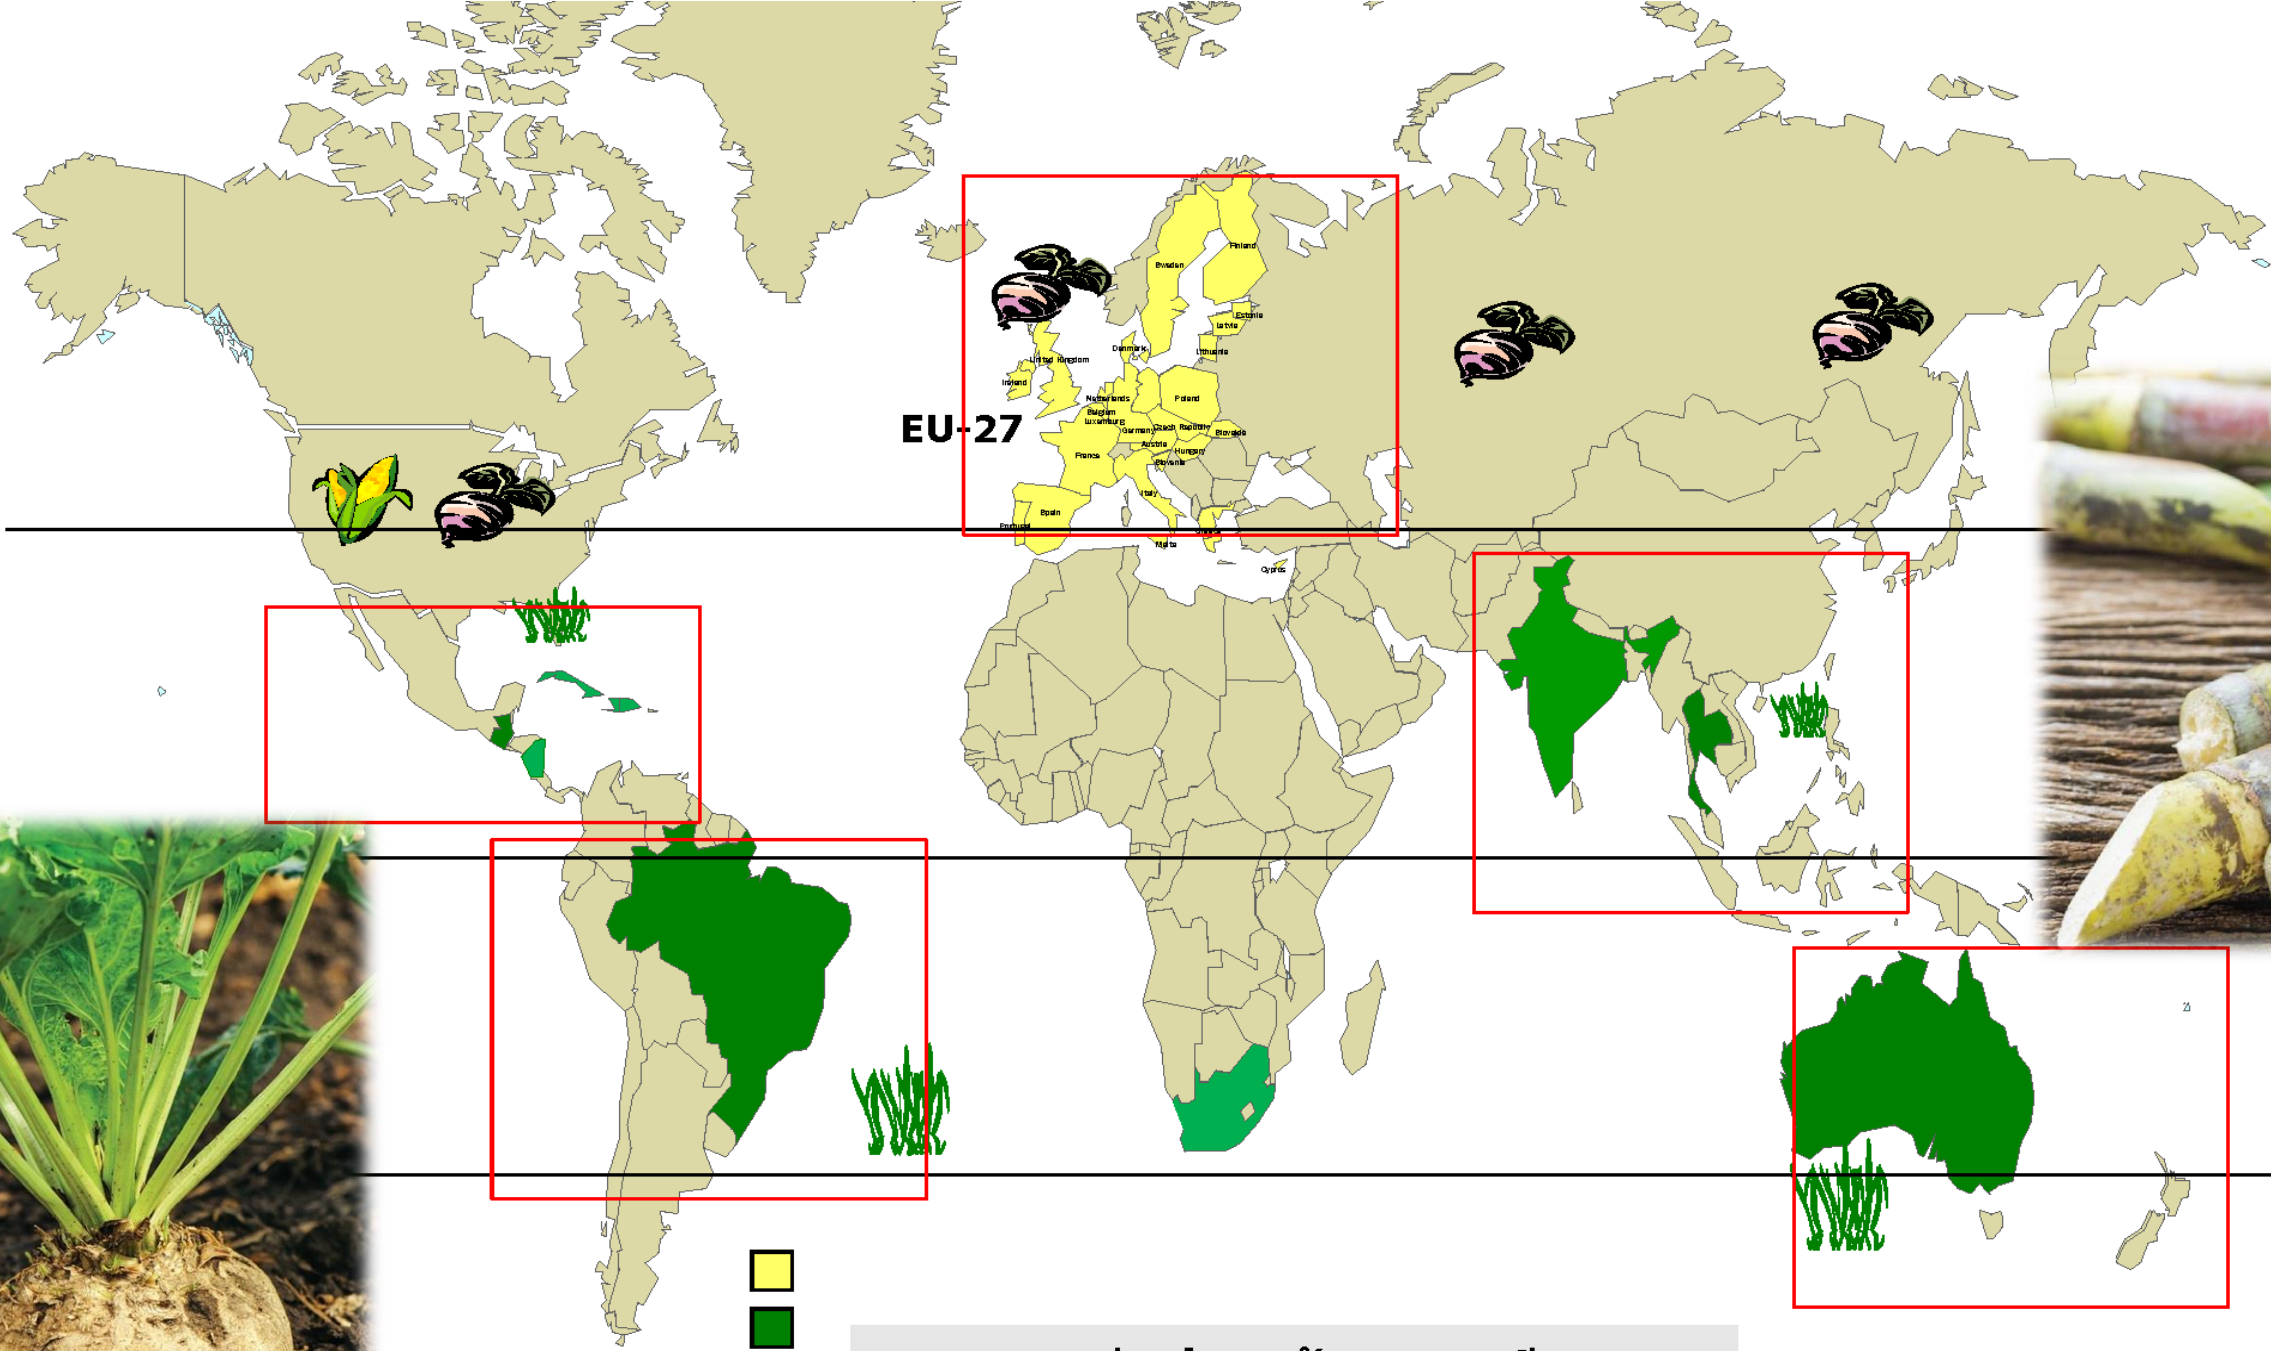 Finland
Sweden
Estonia
Latvia
Denmark
Lithuania
United Kingdom
Ireland
Netherlands
Poland
Belgium
EU-27
Luxemburg
Germany
Czech Republic
Slovakia
Austria
France
Hungary
Slovenia
Italy
Spain
Portugal
Malta
Cyprus